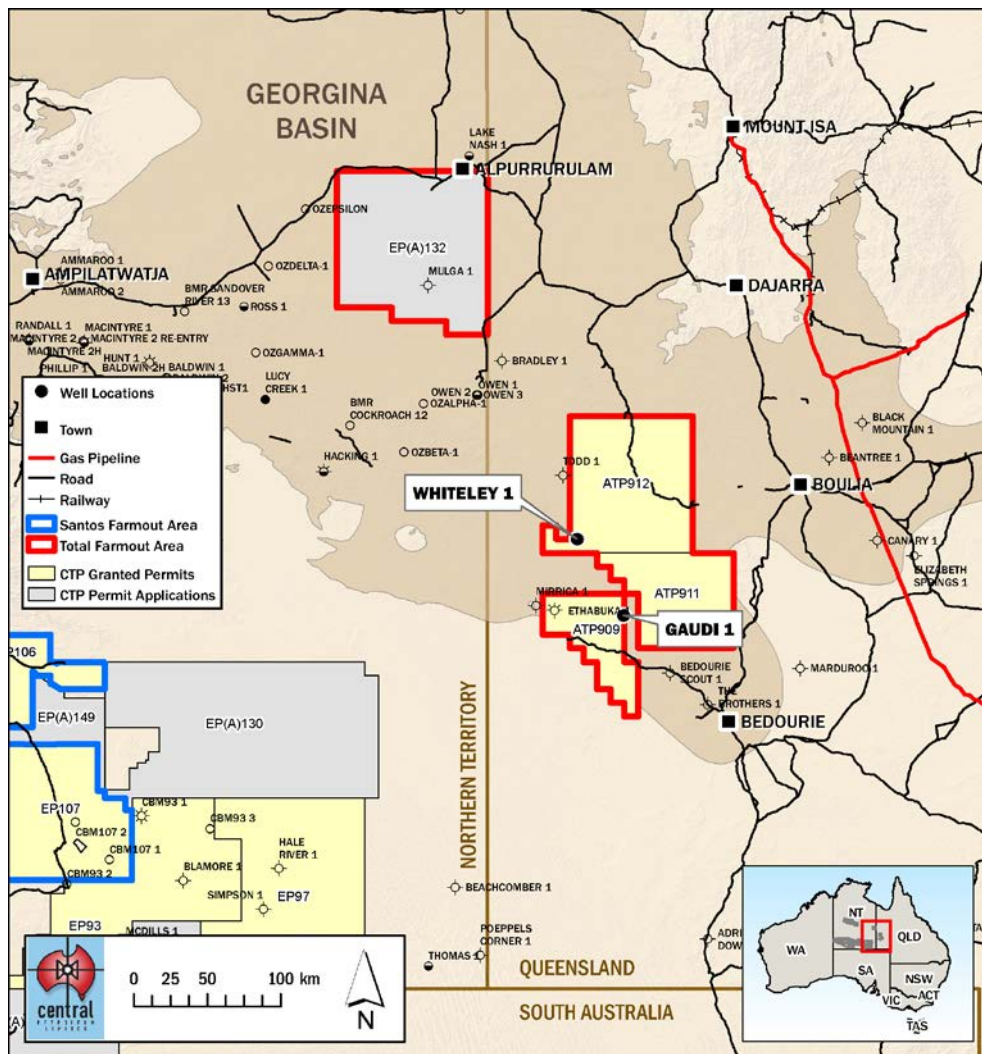 GEORGINA
BASIN
LAKE
NASH 1
MOUNT ISA
ALPURRURULAM
OZEPSILON
EP(A)132
MULGA 1
AMMAROO 1
AMPILATWATJA
AMMAROO 2
OZDELTA-1
BMR SANDOVER
RIVER 13
ROSS 1
DAJARRA
RANDALL 1
MACINTYRE 1
MACINTYRE 2
MACINTYRE 2 RE-ENTRY
MACINTYRE 2H
HUNT 1
PHILLIP 1
BALDWIN-2H
BALDWIN 1
OZGAMMA-1
HST1
LUCY
CREEK 1
BRADLEY 1
OWEN 2
OWEN 1
OWEN 3
OZALPHA-1
BMR
COCKROACH 12
OZBETA-1
HACKING 1
BLACK
MOUNTAIN 1
BEANTREE 1
BOULIA
TODD 1
ATP912
WHITELEY 1
CANARY 1
ELIZABETH
SPRINGS 1
MIRRICA 1
ETHABUKA 1
ATP911
ATP909
GAUDI 1
BEDOURIE
SCOUT 1
THE
BROTHERS 1
MARDUROO 1
BEDOURIE
Well Locations
Town
Gas Pipeline
Road
Railway
Santos Farmout Area
Total Farmout Area
CTP Granted Permits
CTP Permit Applications
P106
EP(A)149
EP(A)130
EP107
CBM93 1
CBM107 2
CBM93 3
CBM107 1
CBM93 2
HALE
RIVER 1
BLAMORE 1
SIMPSON 1
EP97
EP93
MCDILLS 1
NORTHERN TERRITORY
BEACHCOMBER 1
POEPPELS
CORNER 1
THOMAS 1
QUEENSLAND
SOUTH AUSTRALIA
ADRI
DOW
central
PETROLEUM
LIMITED
0 50 100 km
N
NT
WA
QLD
SA
NSW
VIC
ACT
TAS